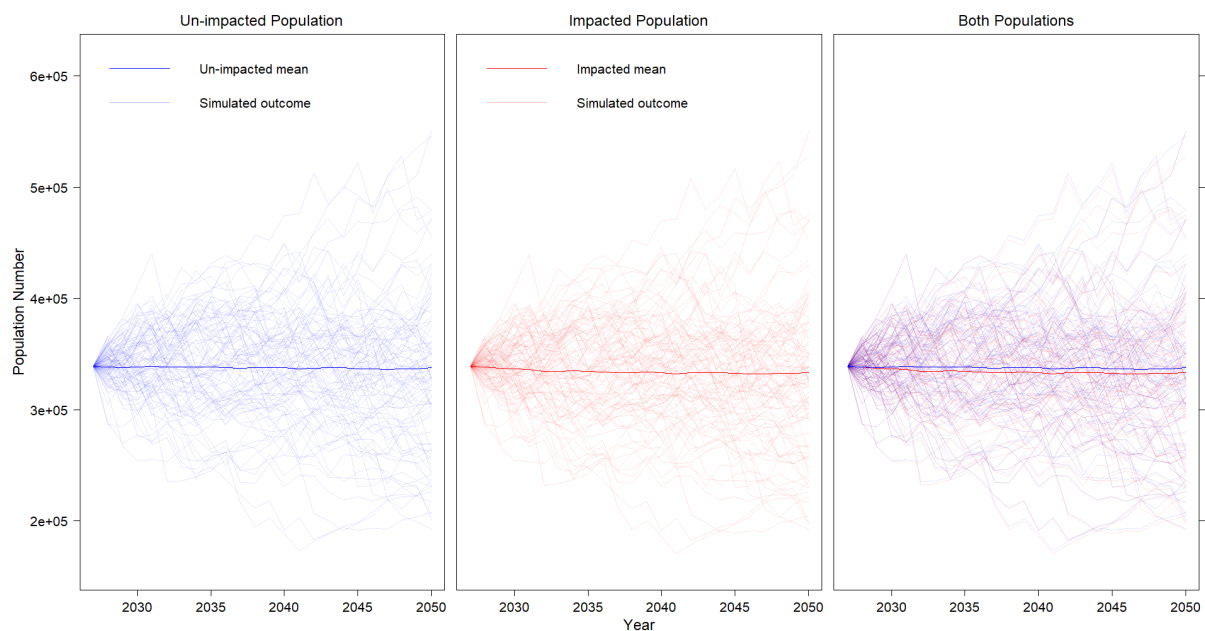 Un-impacted Population
Impacted Population
Both Populations
Un-impacted mean
Simulated outcome
Impacted mean
Simulated outcome
Population Number
6e+05
5e+05
4e+05
3e+05
2e+05
2030 2035 2040 2045 2050
2030 2035 2040 2045 2050
2030 2035 2040 2045 2050
Year